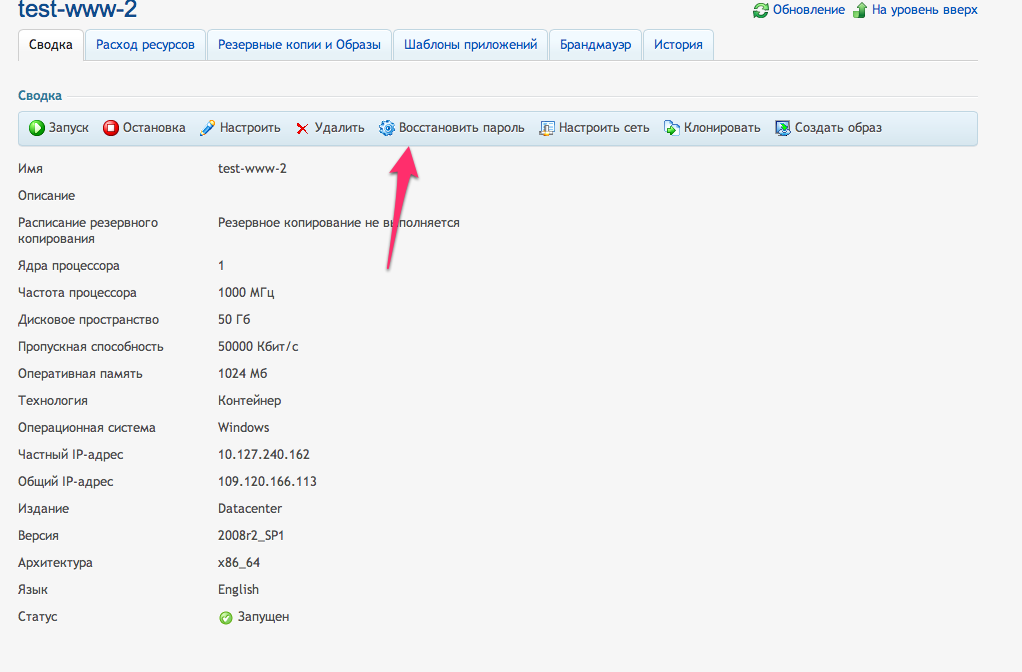 test-www-2
Обновление На уровень вверх
Сводка Расход ресурсов Резервные копии и Образы Шаблоны приложений Брандмауэр История
Сводка
Запуск Остановка Настроить Удалить Восстановить пароль Настроить сеть Клонировать Создать образ
Имя test-www-2
Описание
Расписание резервного Резервное копирование не выполняется
копирования
Ядра процессора 1
Частота процессора 1000 МГц
Дисковое пространство 50 Гб
Пропускная способность 50000 Кбит/с
Оперативная память 1024 Мб
Технология Контейнер
Операционная система Windows
Частный IP-адрес 10.127.240.162
Общий IP-адрес 109.120.166.113
Издание Datacenter
Версия 2008r2_SP1
Архитектура x86_64
Язык English
Статус Запущен